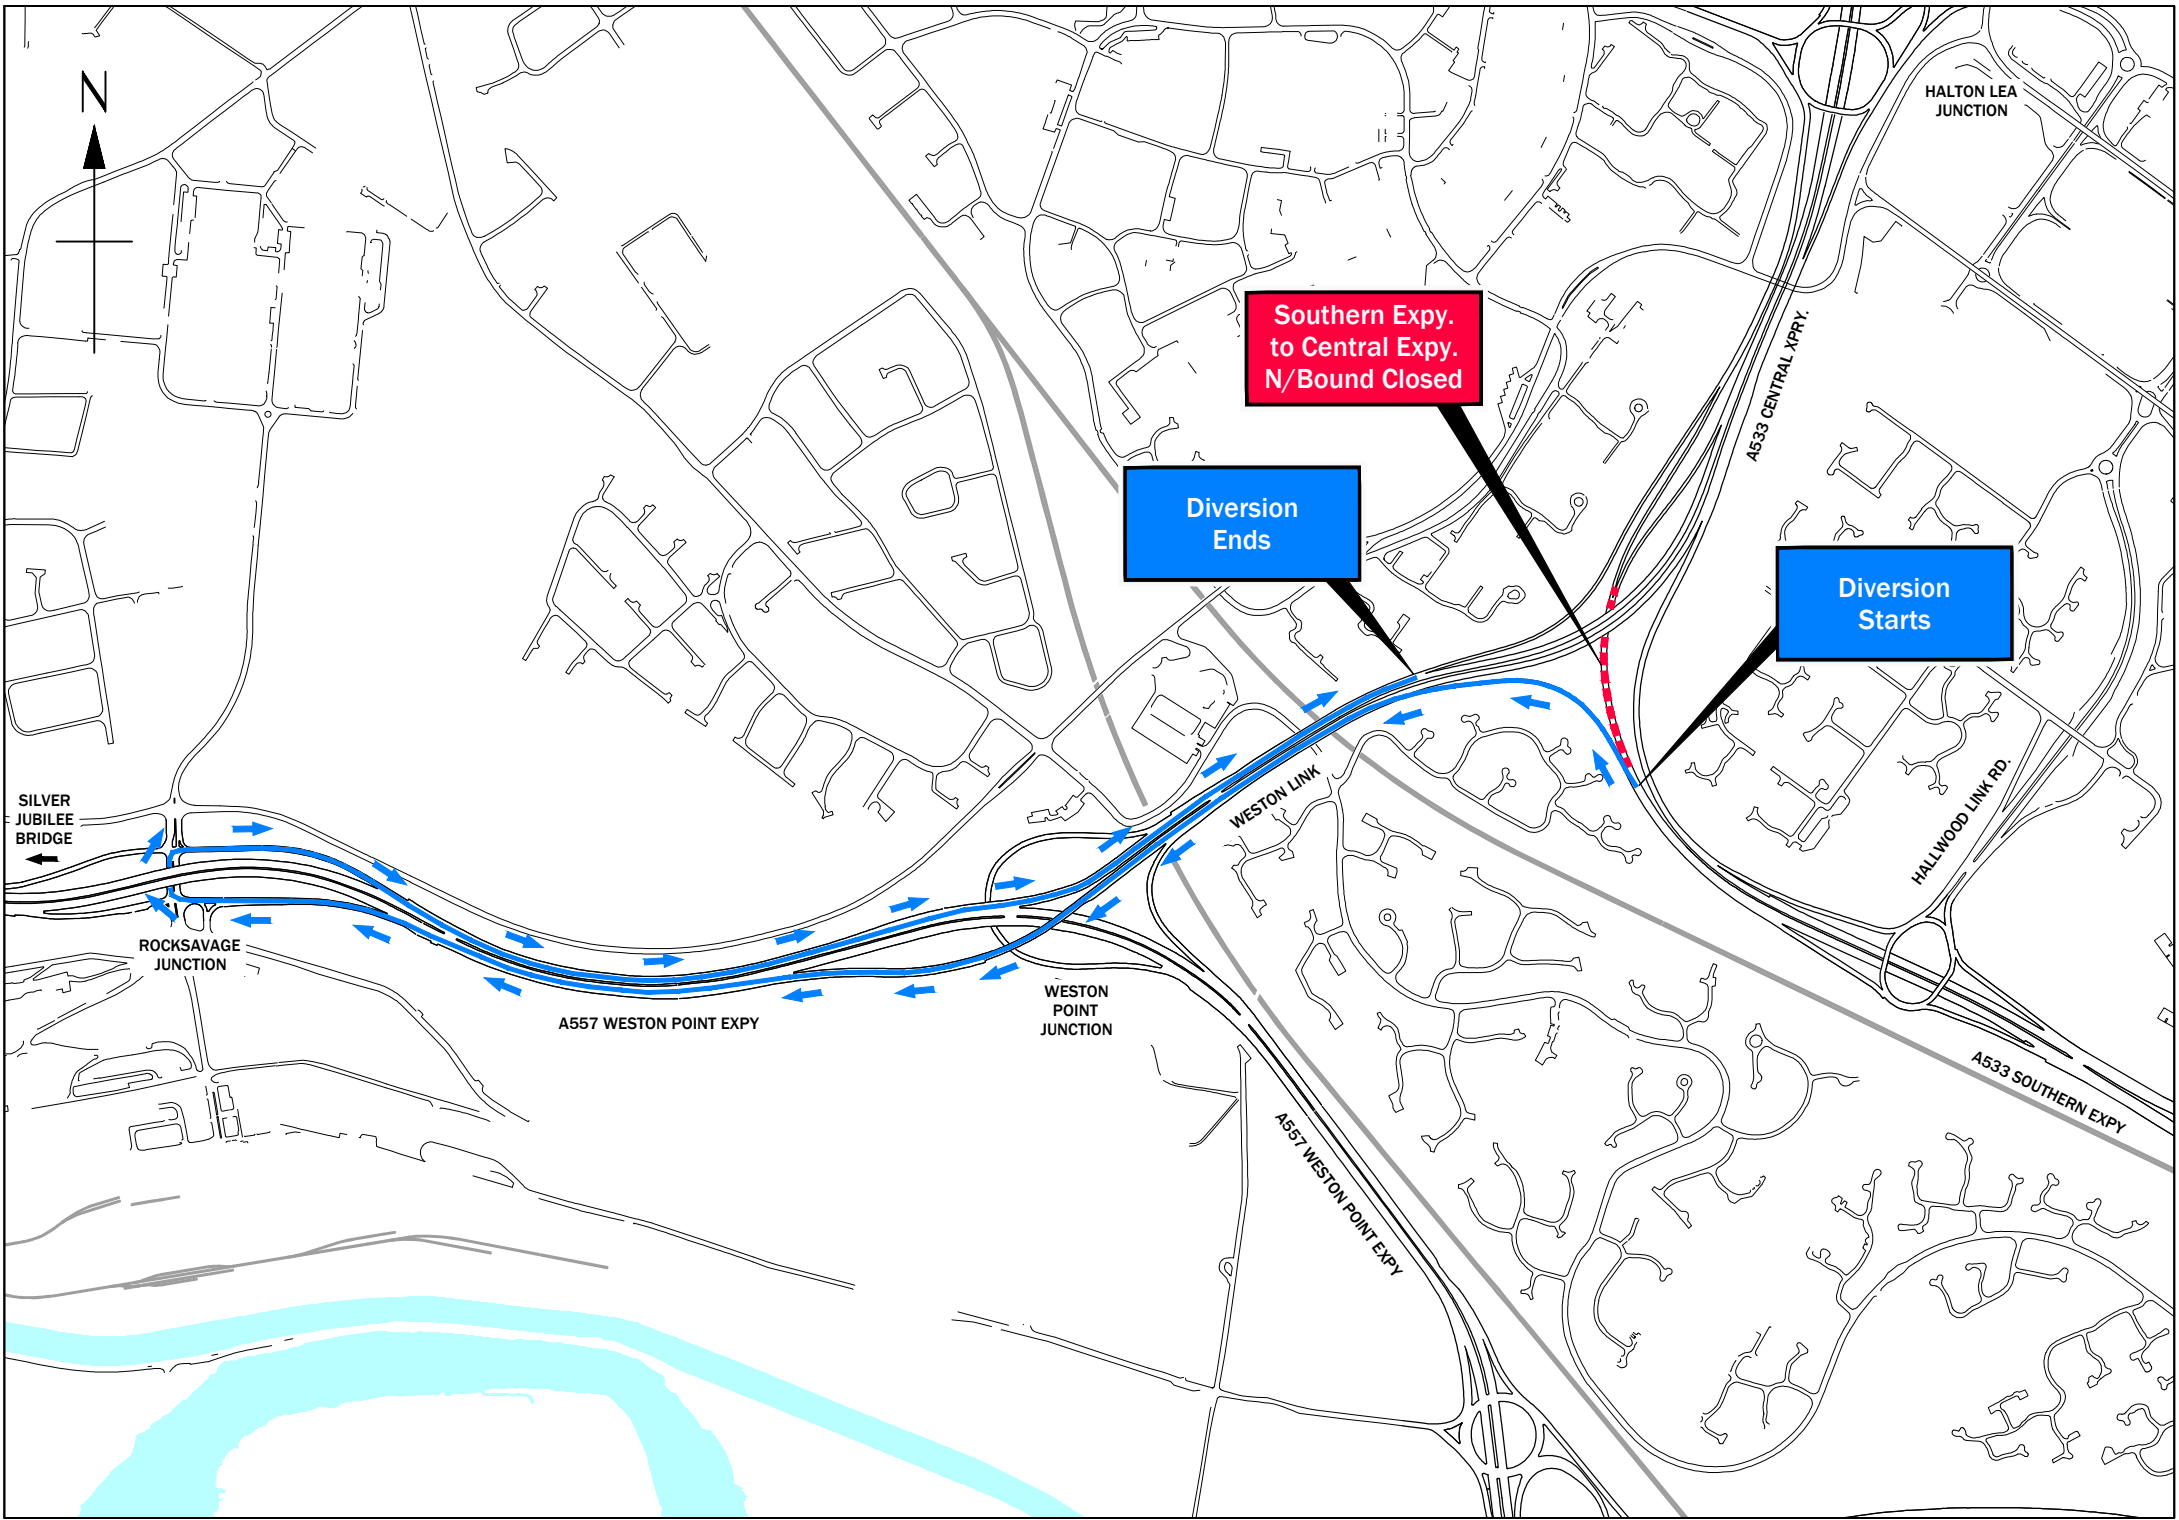 N
HALTON LEA
JUNCTION
Southern Expy.
to Central Expy.
N/Bound Closed
A533 CENTRAL XPRY.
Diversion
Ends
Diversion
Starts
SILVER
JUBILEE
BRIDGE
WESTON LINK
HALLWOOD LINK RD.
ROCKSAVAGE
JUNCTION
A557 WESTON POINT EXPY
WESTON
POINT
JUNCTION
A533 SOUTHERN EXPY
A557 WESTON POINT EXPY